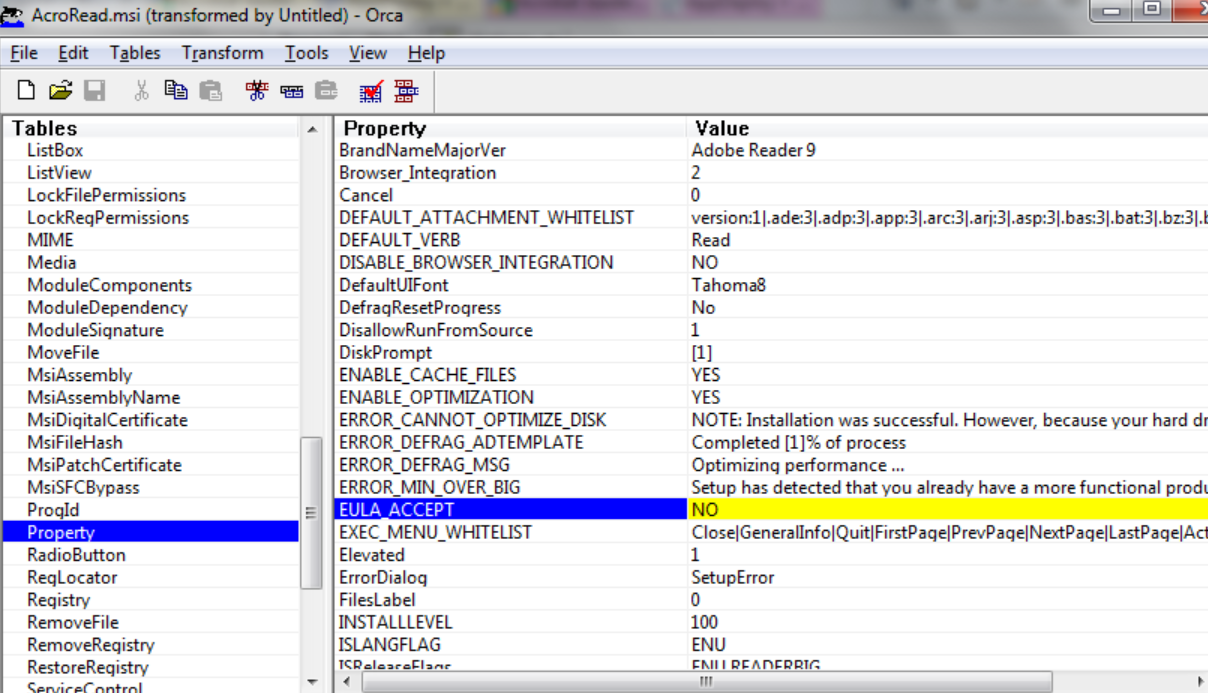 AcroRead.msi (transformed by Untitled) - Orca
File Edit Tables Transform Tools View Help
Tables Property Value
ListBox BrandNameMajorVer Adobe Reader 9
ListView Browser_Integration 2
LockFilePermissions Cancel 0
LockReqPermissions DEFAULT_ATTACHMENT_WHITELIST version:1|.ade:3|.adp:3|.app:3|.arc:3|.arj:3|.asp:3|.bas:3|.bat:3|.bz:3|.b
MIME DEFAULT_VERB Read
Media DISABLE_BROWSER_INTEGRATION NO
ModuleComponents DefaultUIFont Tahoma8
ModuleDependency DefragResetProgress No
ModuleSignature DisallowRunFromSource 1
MoveFile DiskPrompt [1]
MsiAssembly ENABLE_CACHE_FILES YES
MsiAssemblyName ENABLE_OPTIMIZATION YES
MsiDigitalCertificate ERROR_CANNOT_OPTIMIZE_DISK NOTE: Installation was successful. However, because your hard dr
MsiFileHash ERROR_DEFRAG_ADTEMPLATE Completed [1]% of process
MsiPatchCertificate ERROR_DEFRAG_MSG Optimizing performance ...
MsiSFCBypass ERROR_MIN_OVER_BIG Setup has detected that you already have a more functional produ
ProgId EULA_ACCEPT NO
Property EXEC_MENU_WHITELIST Close|GeneralInfo|Quit|FirstPage|PrevPage|NextPage|LastPage|Act
RadioButton Elevated 1
RegLocator ErrorDialog SetupError
Registry FilesLabel 0
RemoveFile INSTALLLEVEL 100
RemoveRegistry ISLANGFLAG ENU
RestoreRegistry ISReleaseFlags ENU READERBIG
ServiceControl